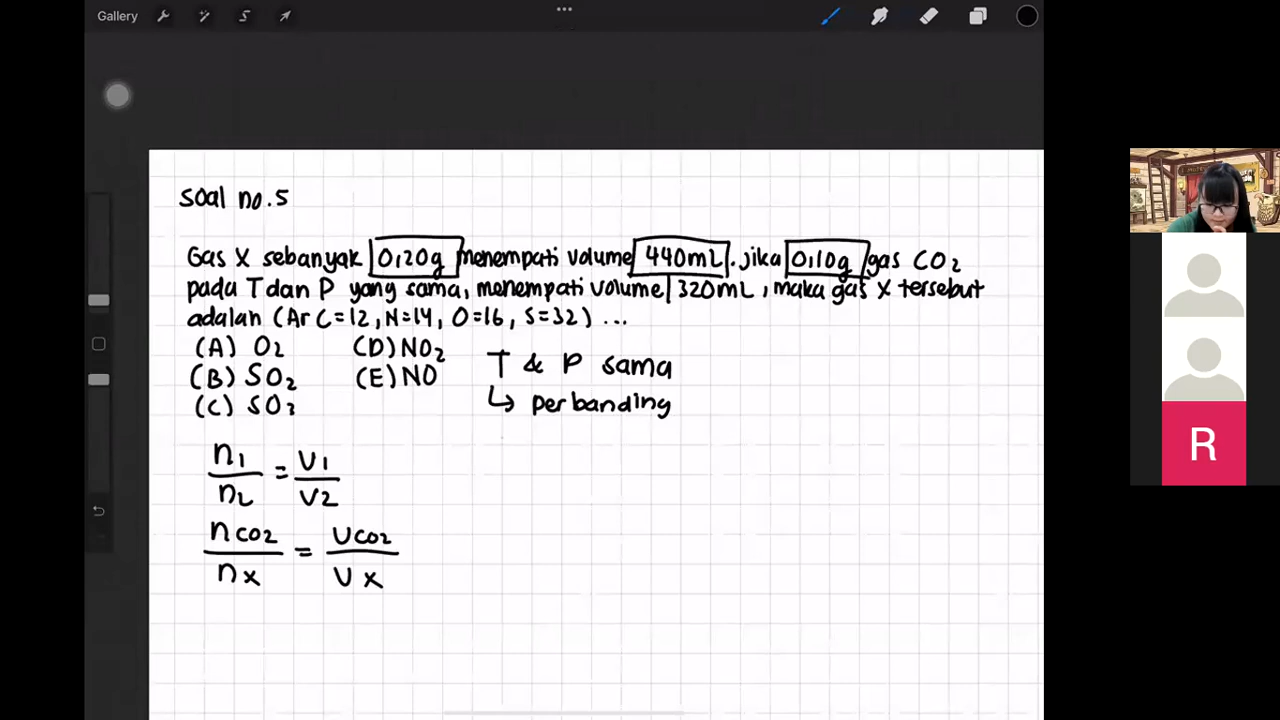 Gallery
Soal no.5
Gas X sebanyak 0,20g menempati volume 440mL. jika 0,10g gas CO2
pada T dan P yang sama, menempati volume 320mL, maka gas x tersebut
adalah (Ar C=12, N=14, O=16, S=32) ...
(A) O2 (D) NO2
(B) SO2 (E) NO
(C) SO3
T & P sama
↳ perbanding
n1/n2 = V1/V2
nCO2/nx = VCO2/Vx
R